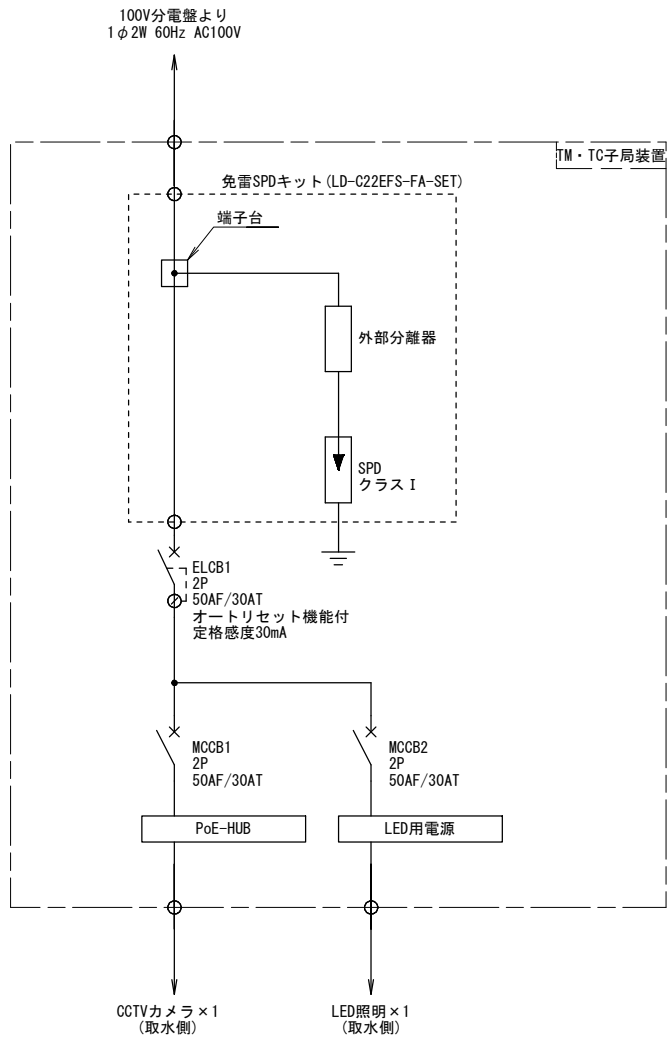 100V分電盤より
1φ2W 60Hz AC100V
TM・TC子局装置
免雷SPDキット(LD-C22EFS-FA-SET)
端子台
外部分離器
SPD
クラスⅠ
ELCB1
2P
50AF/30AT
オートリセット機能付
定格感度30mA
MCCB1
2P
50AF/30AT
MCCB2
2P
50AF/30AT
PoE-HUB
LED用電源
CCTVカメラ×1
(取水側)
LED照明×1
(取水側)